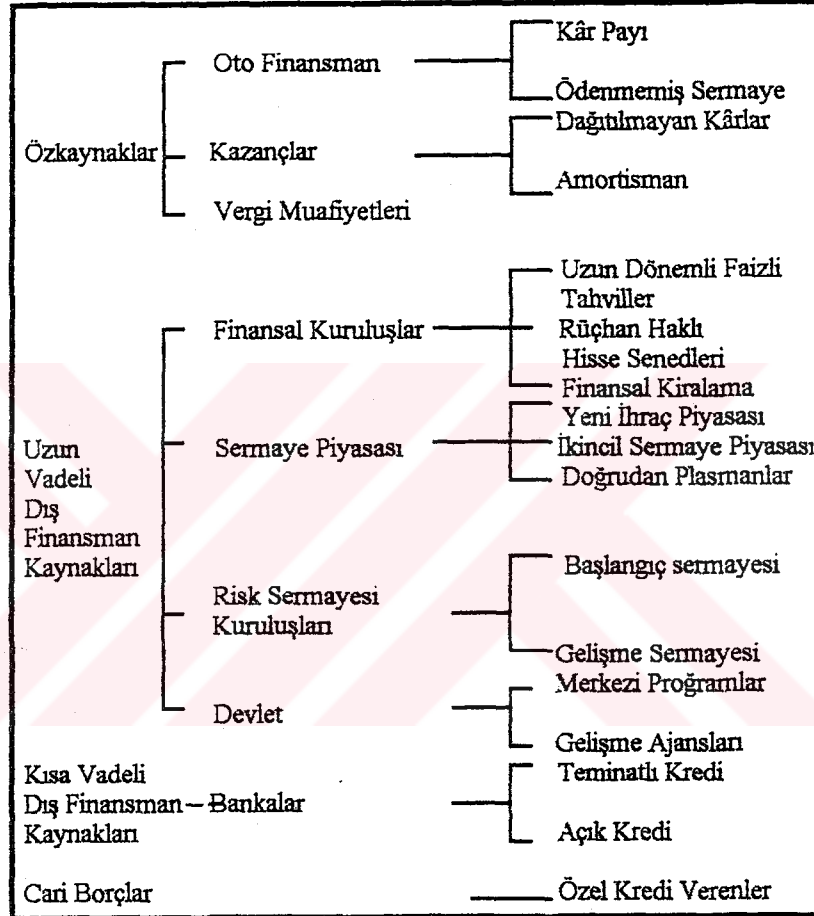 Kâr Payı
Oto Finansman
Ödenmemiş Sermaye
Dağıtılmayan Kârlar
Özkaynaklar
Kazançlar
Amortisman
Vergi Muafiyetleri
Uzun Dönemli Faizli
Tahviller
Finansal Kuruluşlar
Rüçhan Haklı
Hisse Senedleri
Finansal Kiralama
Yeni İhraç Piyasası
Uzun
Vadeli
Dış
Finansman
Kaynakları
Sermaye Piyasası
İkincil Sermaye Piyasası
Doğrudan Plasmanlar
Başlangıç sermayesi
Risk Sermayesi
Kuruluşları
Gelişme Sermayesi
Merkezi Proğramlar
Devlet
Gelişme Ajansları
Kısa Vadeli
Dış Finansman – Bankalar
Kaynakları
Teminatlı Kredi
Açık Kredi
Cari Borçlar
Özel Kredi Verenler